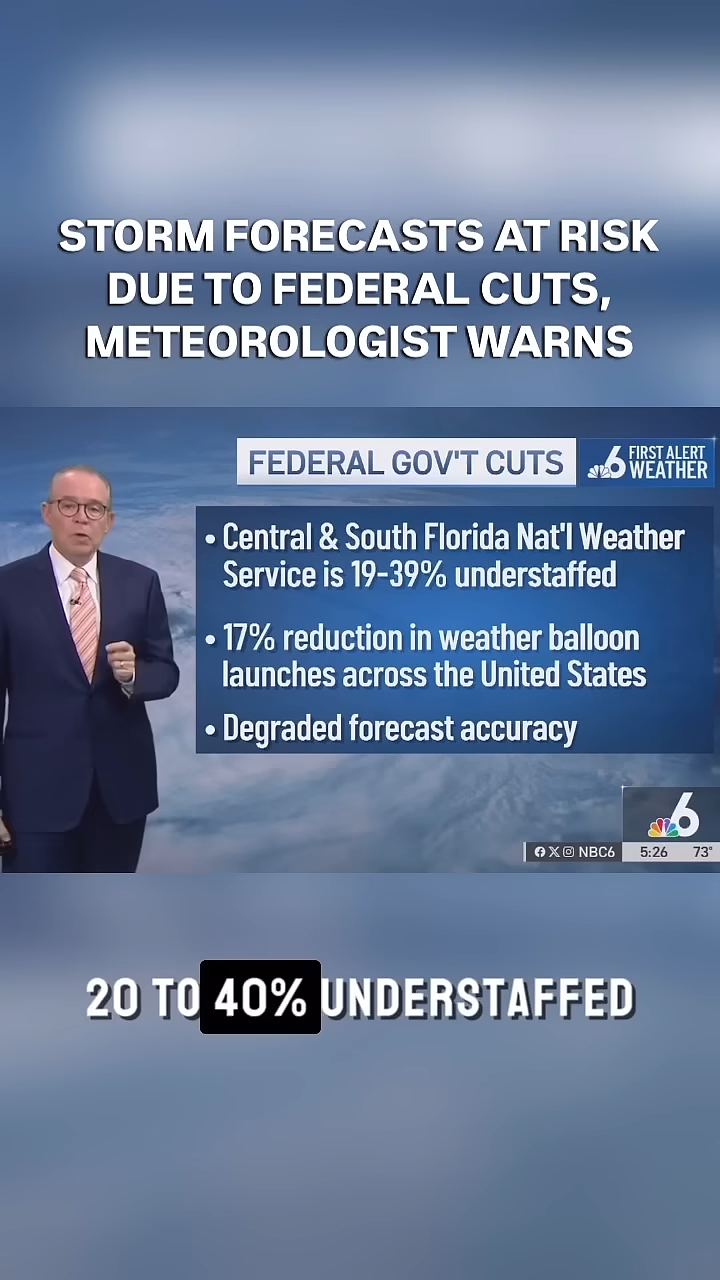 STORM FORECASTS AT RISK
DUE TO FEDERAL CUTS,
METEOROLOGIST WARNS
FEDERAL GOV'T CUTS
6 FIRST ALERT
WEATHER
• Central & South Florida Nat'l Weather
Service is 19-39% understaffed
• 17% reduction in weather balloon
launches across the United States
• Degraded forecast accuracy
6
NBC6 5:26 73°
20 TO 40% UNDERSTAFFED